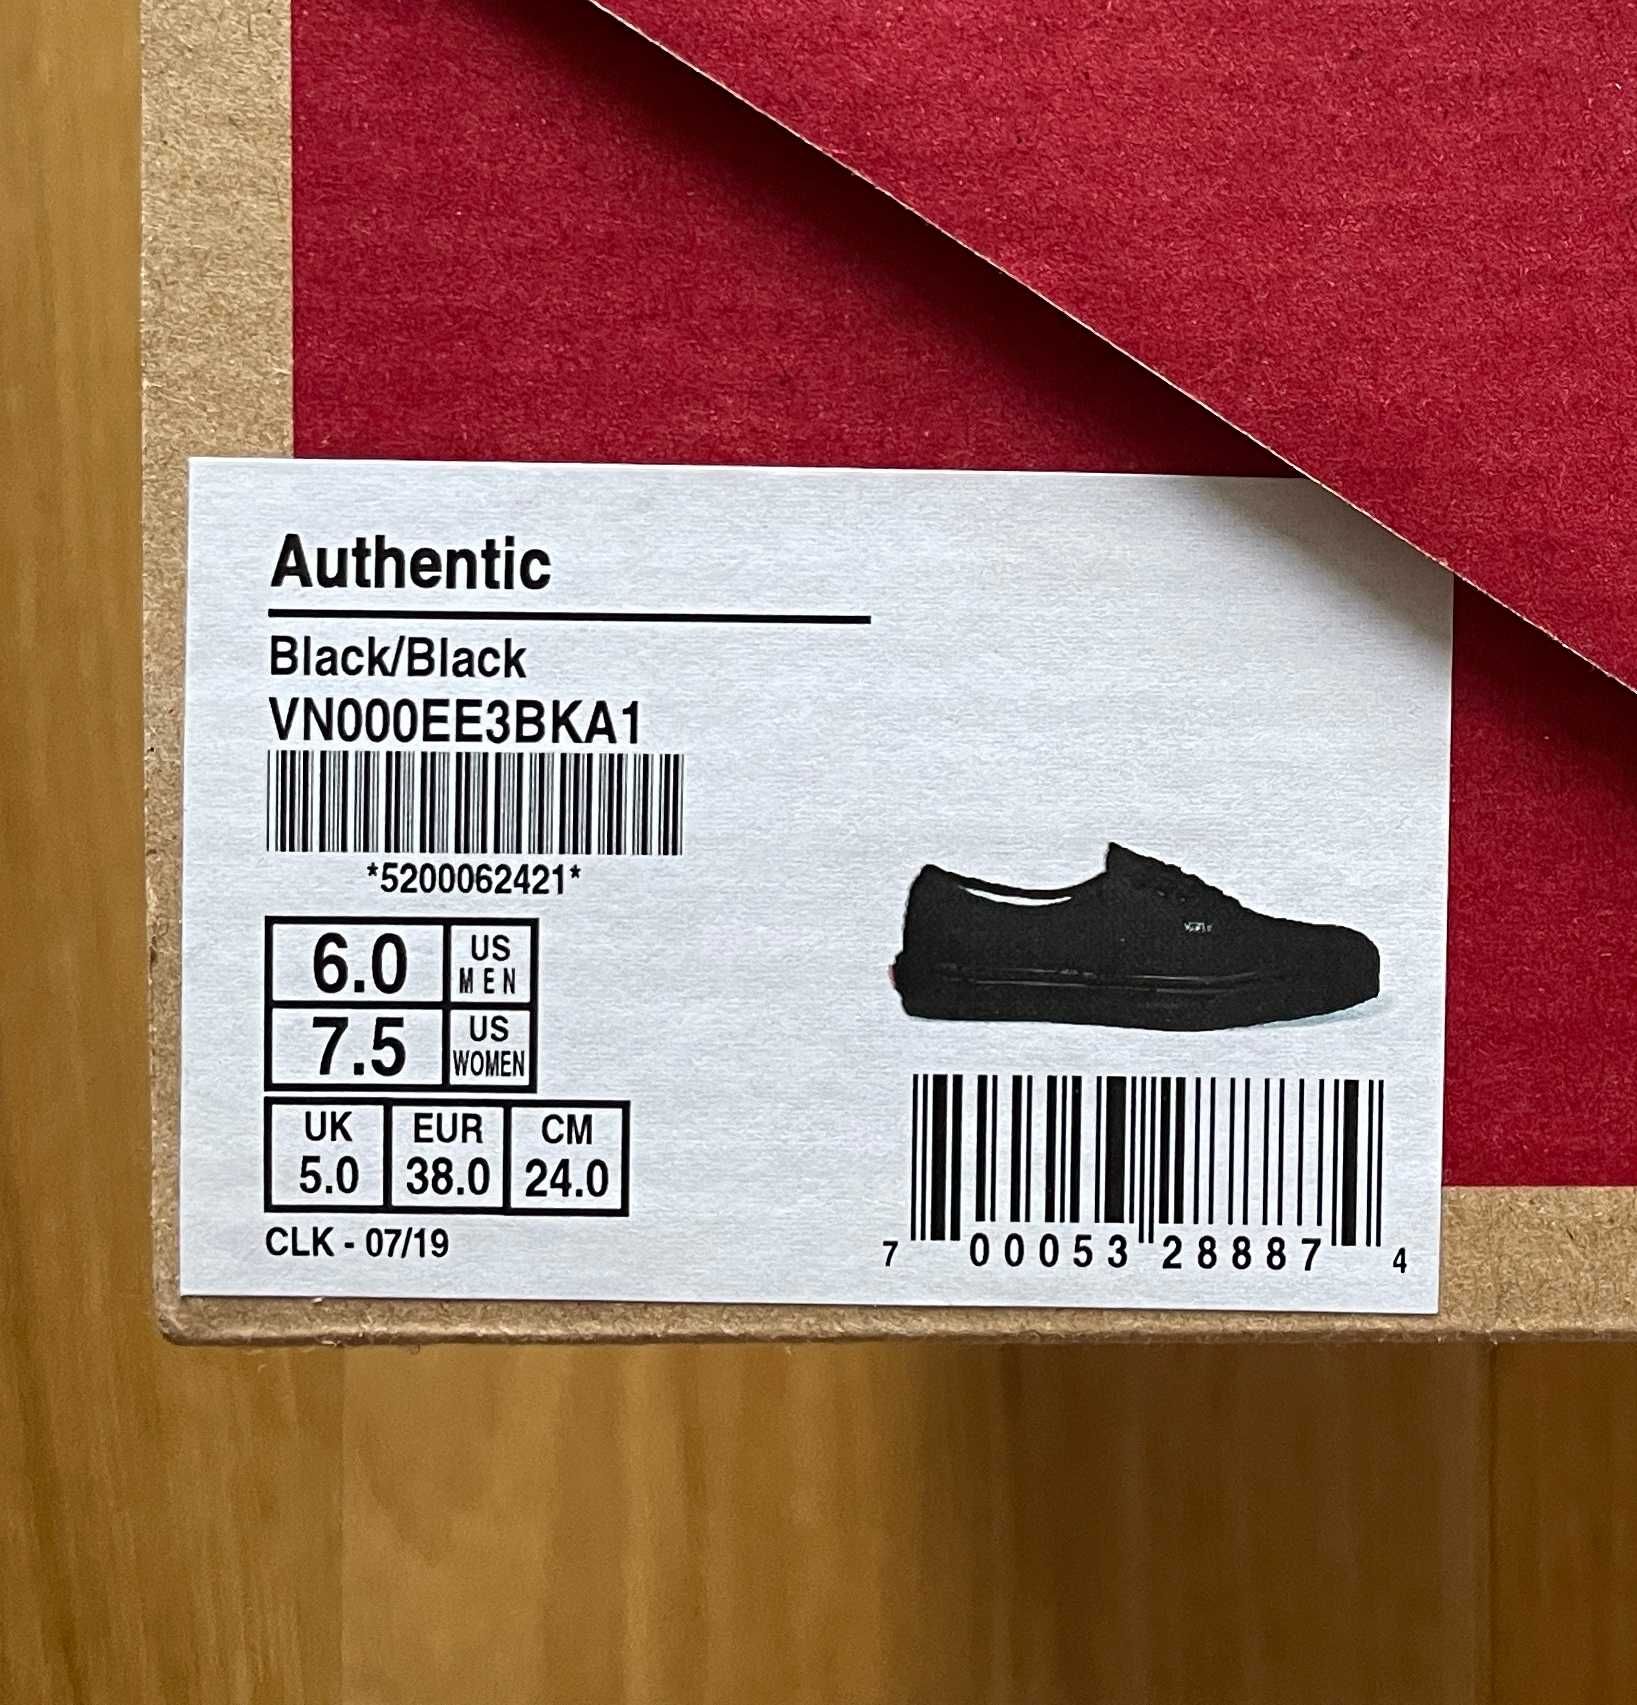 Authentic
Black/Black
VN000EE3BKA1
*5200062421*
6.0 US MEN
7.5 US WOMEN
UK EUR CM
5.0 38.0 24.0
CLK - 07/19
7 00053 28887 4